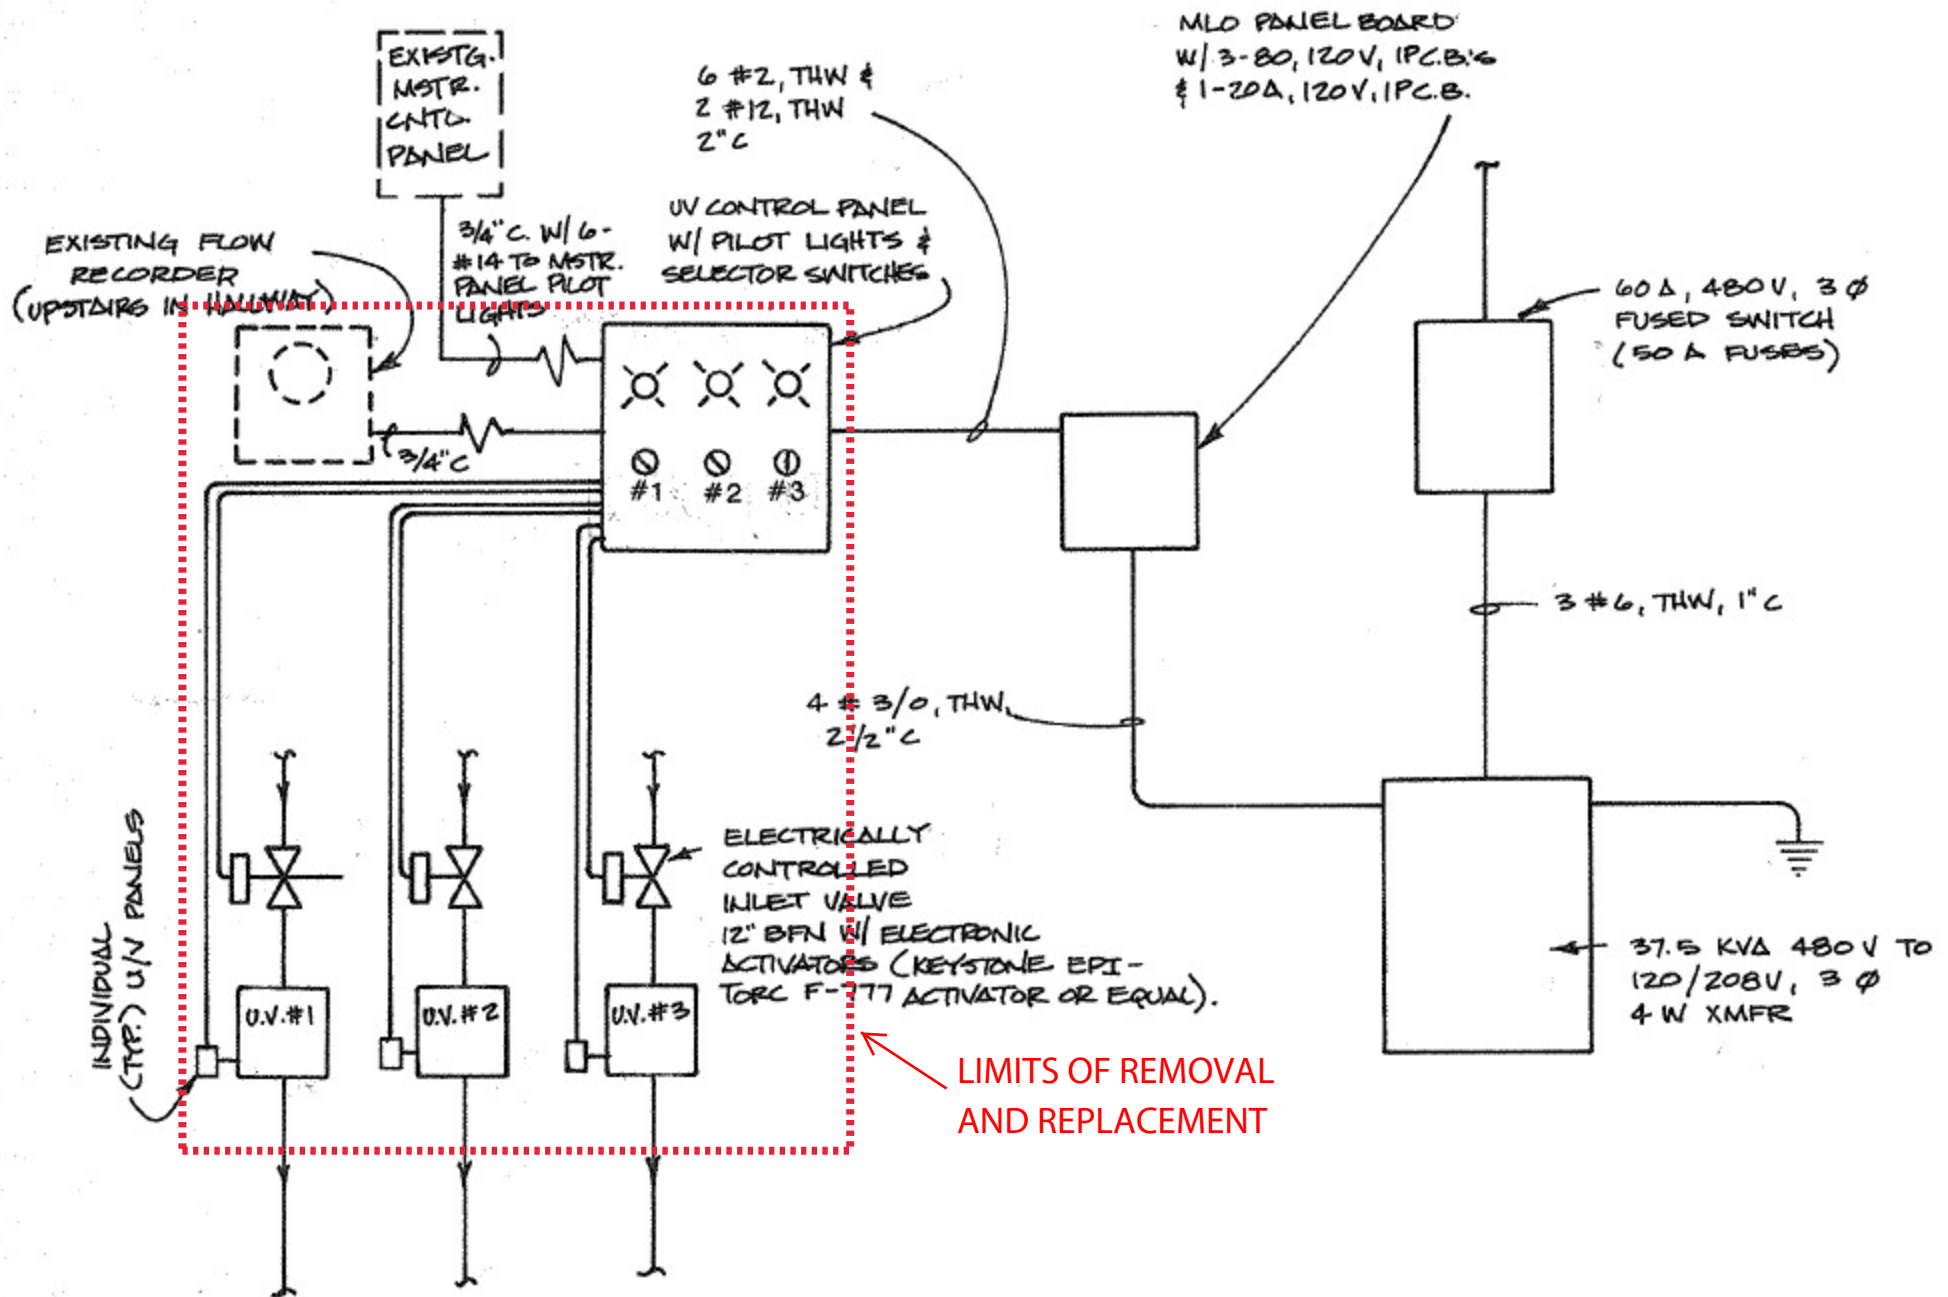 EXISTG.
MSTR.
CNTL.
PANEL
6 #2, THW &
2 #12, THW
2" C
MLO PANEL BOARD
W/ 3-80, 120V, 1P C.B.'s
& 1-20A, 120V, 1P C.B.
EXISTING FLOW
RECORDER
(UPSTAIRS IN HALLWAY)
3/4" C. W/ 6-
#14 TO MSTR.
PANEL PILOT
LIGHTS
UV CONTROL PANEL
W/ PILOT LIGHTS &
SELECTOR SWITCHES
60 A, 480 V, 3 Ø
FUSED SWITCH
(50 A FUSES)
3/4" C
#1 #2 #3
3 #6, THW, 1" C
4 # 3/0, THW,
2 1/2" C
INDIVIDUAL
(TYP.) U/V PANELS
ELECTRICALLY
CONTROLLED
INLET VALVE
12" BFN W/ ELECTRONIC
ACTIVATORS (KEYSTONE EPI-
TORC F-777 ACTIVATOR OR EQUAL).
U.V. #1
U.V. #2
U.V. #3
37.5 KVA 480 V TO
120/208V, 3 Ø
4 W XMFR
LIMITS OF REMOVAL
AND REPLACEMENT